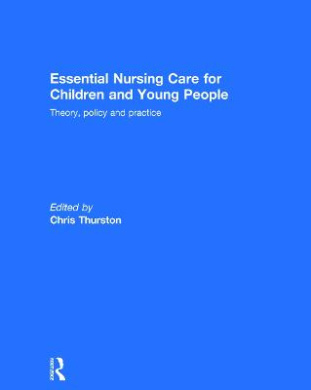 Essential Nursing Care for
Children and Young People
Theory, policy and practice
Edited by
Chris Thurston
R
ROUTLEDGE